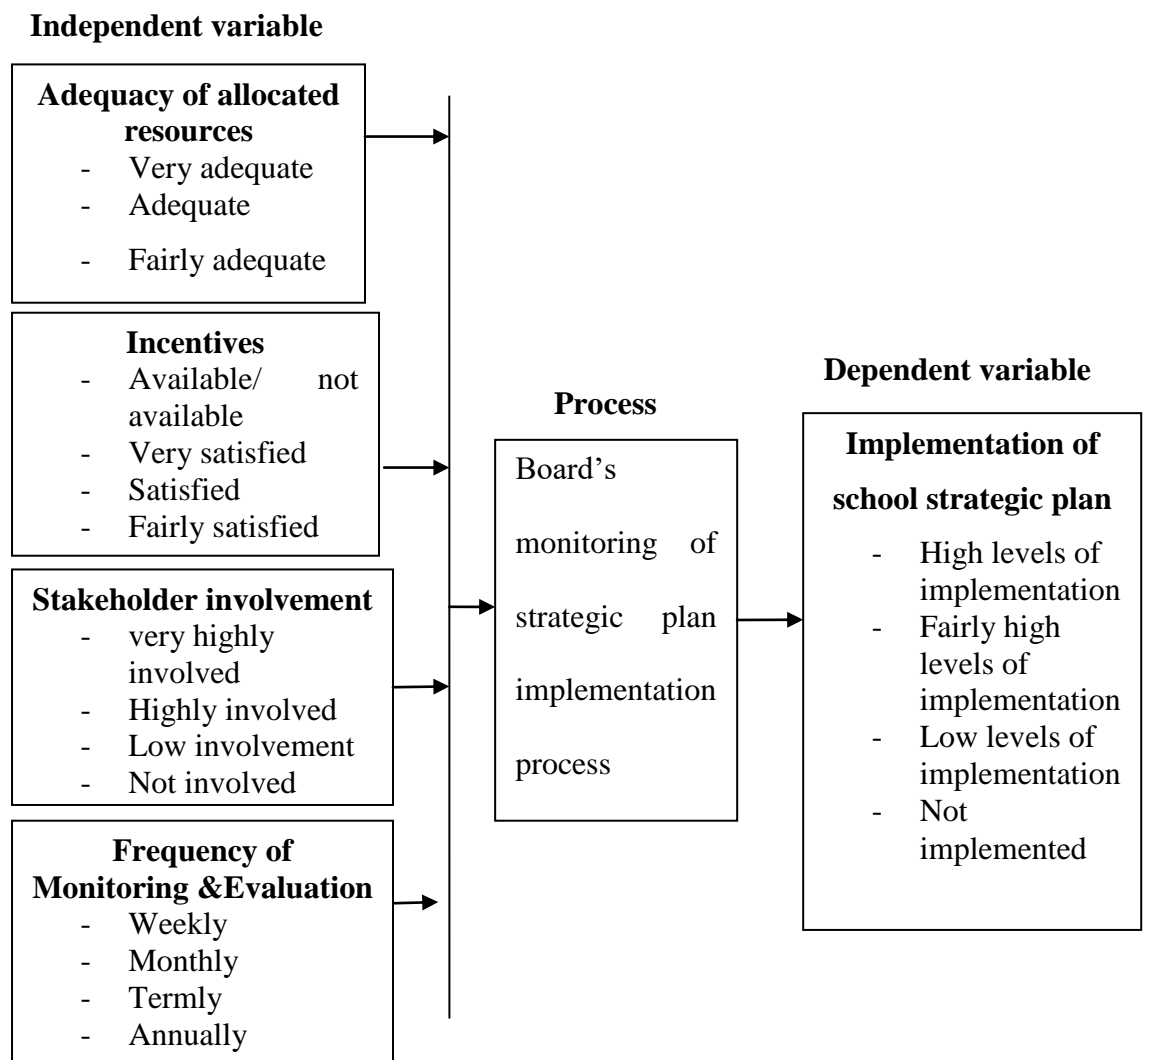 Independent variable
Adequacy of allocated
resources
- Very adequate
- Adequate
- Fairly adequate
Incentives
- Available/ not
available
- Very satisfied
- Satisfied
- Fairly satisfied
Stakeholder involvement
- very highly
involved
- Highly involved
- Low involvement
- Not involved
Frequency of
Monitoring &Evaluation
- Weekly
- Monthly
- Termly
- Annually
Process
Board’s
monitoring of
strategic plan
implementation
process
Dependent variable
Implementation of
school strategic plan
- High levels of
implementation
- Fairly high
levels of
implementation
- Low levels of
implementation
- Not
implemented